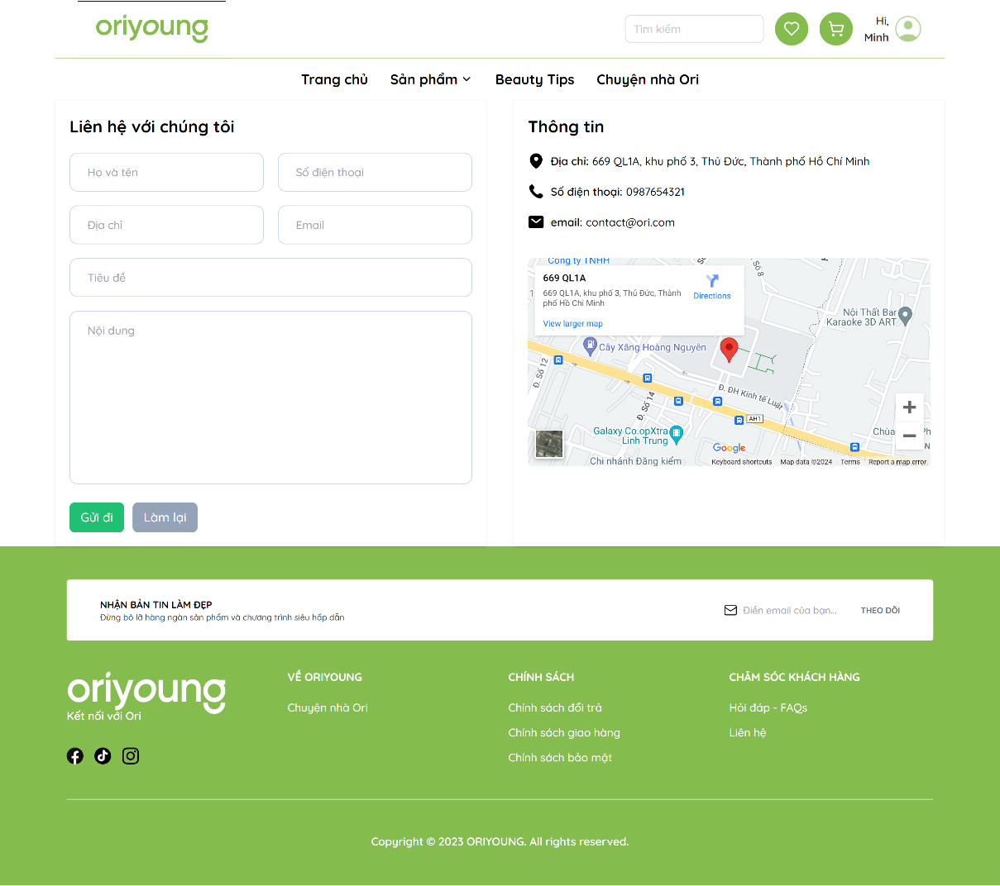 oriyoung
Tìm kiếm
Hi,
Minh
Trang chủ
Sản phẩm
Beauty Tips
Chuyện nhà Ori
Liên hệ với chúng tôi
Họ và tên
Số điện thoại
Địa chỉ
Email
Tiêu đề
Nội dung
Gửi đi
Làm lại
Thông tin
Địa chỉ: 669 QL1A, khu phố 3, Thủ Đức, Thành phố Hồ Chí Minh
Số điện thoại: 0987654321
email: contact@ori.com
Công ty TNHH
669 QL1A
669 QL1A, khu phố 3, Thủ Đức, Thành
phố Hồ Chí Minh
View larger map
Directions
Số 8
Nội Thất Bar
Karaoke 3D ART
Cây Xăng Hoàng Nguyên
Đ. Số 12
Đ. Số 14
Đ. ĐH Kinh tế Luật
AH1
Galaxy Co.opXtra
Linh Trung
Chùa
Ph
Chi nhánh Đăng kiểm
Google
Keyboard shortcuts
Map data ©2024
Terms
Report a map error
NHẬN BẢN TIN LÀM ĐẸP
Đừng bỏ lỡ hàng ngàn sản phẩm và chương trình siêu hấp dẫn
Điền email của bạn...
THEO DÕI
oriyoung
Kết nối với Ori
VỀ ORIYOUNG
Chuyện nhà Ori
CHÍNH SÁCH
Chính sách đổi trả
Chính sách giao hàng
Chính sách bảo mật
CHĂM SÓC KHÁCH HÀNG
Hỏi đáp - FAQs
Liên hệ
Copyright © 2023 ORIYOUNG. All rights reserved.